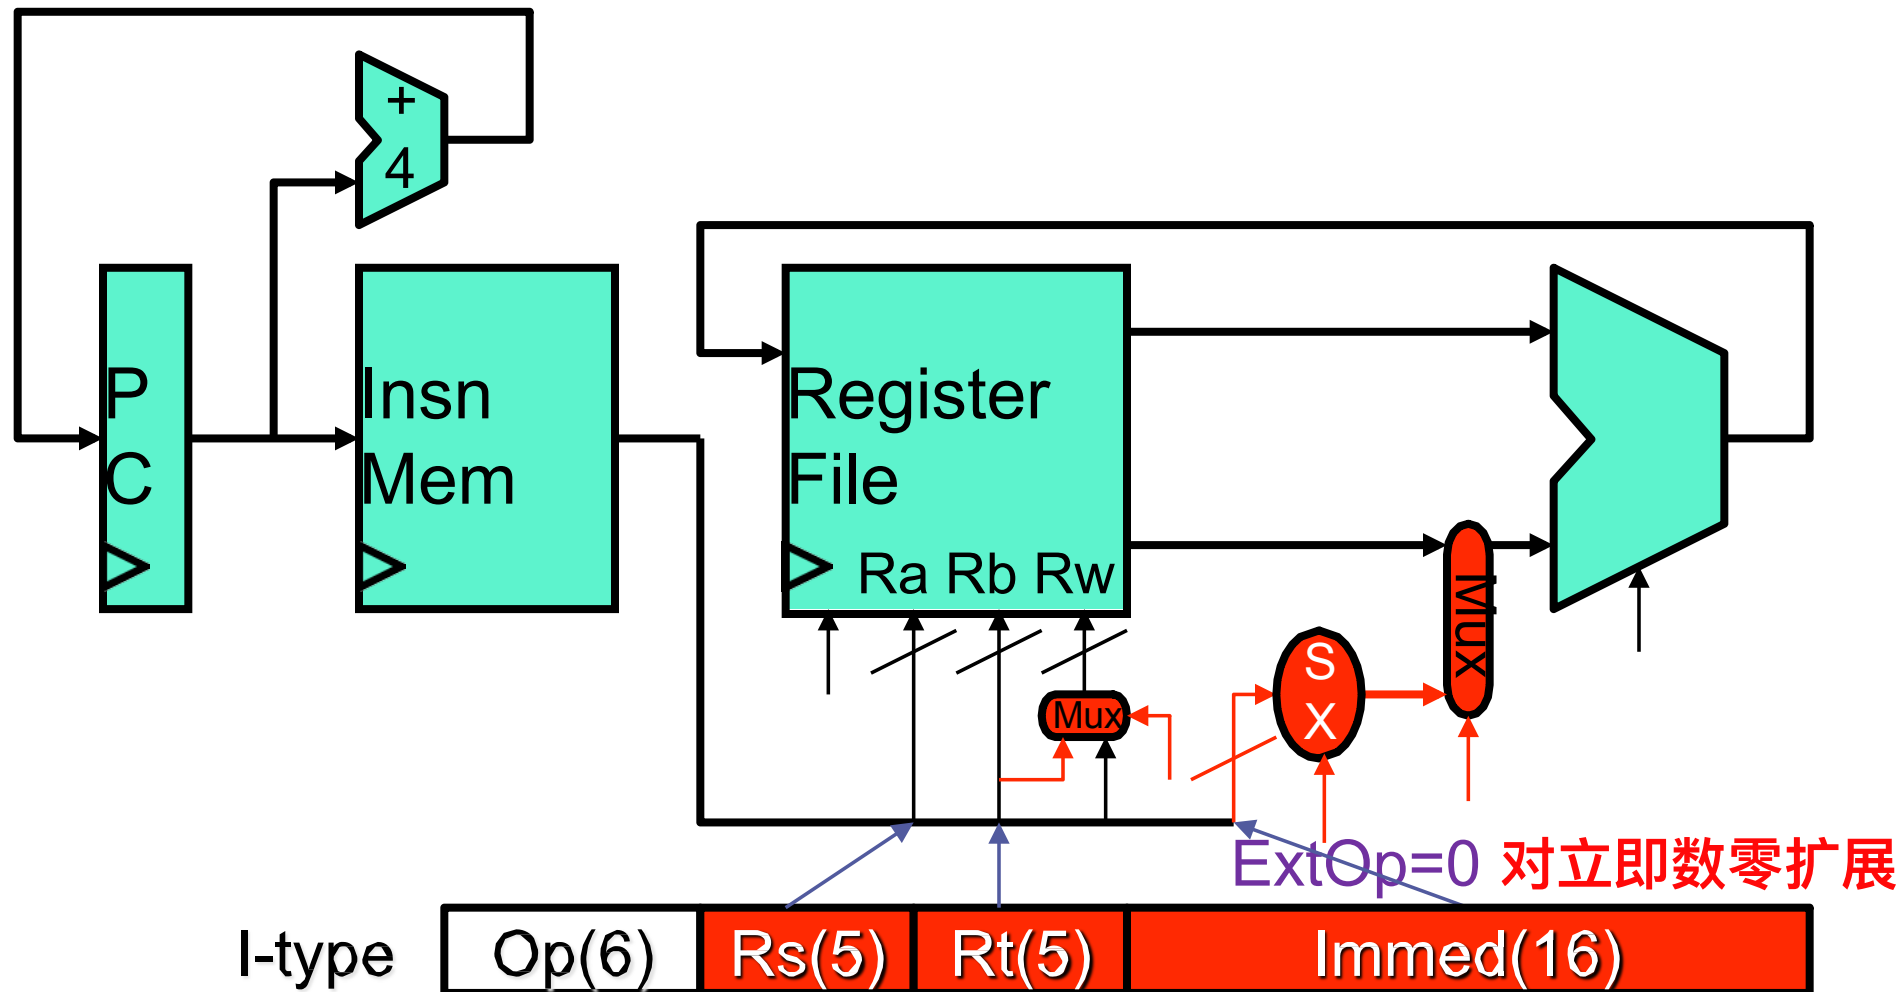 +
4
P
C
Insn
Mem
Register
File
Ra Rb Rw
Mux
S
X
Mux
ExtOp=0 对立即数零扩展
I-type Op(6) Rs(5) Rt(5) Immed(16)